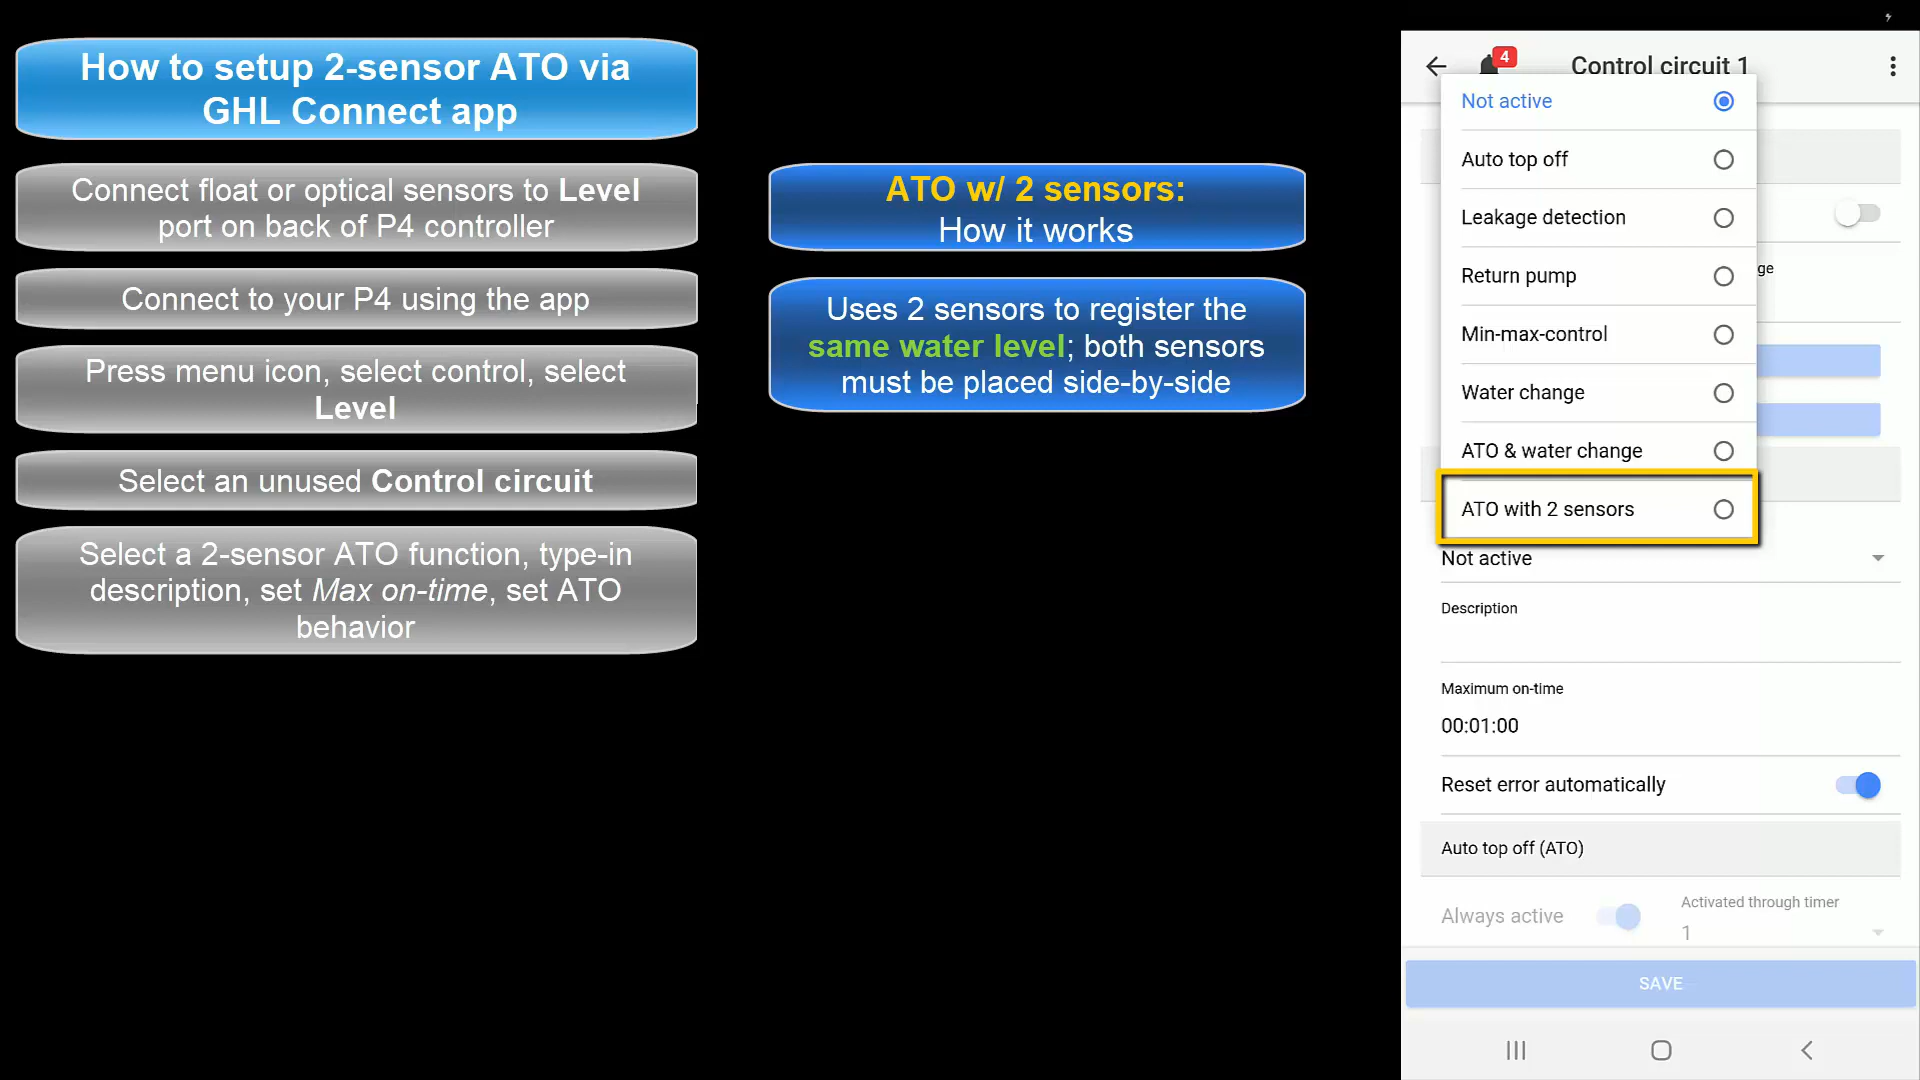 How to setup 2-sensor ATO via
GHL Connect app
Connect float or optical sensors to Level
port on back of P4 controller
Connect to your P4 using the app
Press menu icon, select control, select
Level
Select an unused Control circuit
Select a 2-sensor ATO function, type-in
description, set Max on-time, set ATO
behavior
ATO w/ 2 sensors:
How it works
Uses 2 sensors to register the
same water level; both sensors
must be placed side-by-side
4
Control circuit 1
Not active
Auto top off
Leakage detection
Return pump
ge
Min-max-control
Water change
ATO & water change
ATO with 2 sensors
Not active
Description
Maximum on-time
00:01:00
Reset error automatically
Auto top off (ATO)
Always active
Activated through timer
1
SAVE